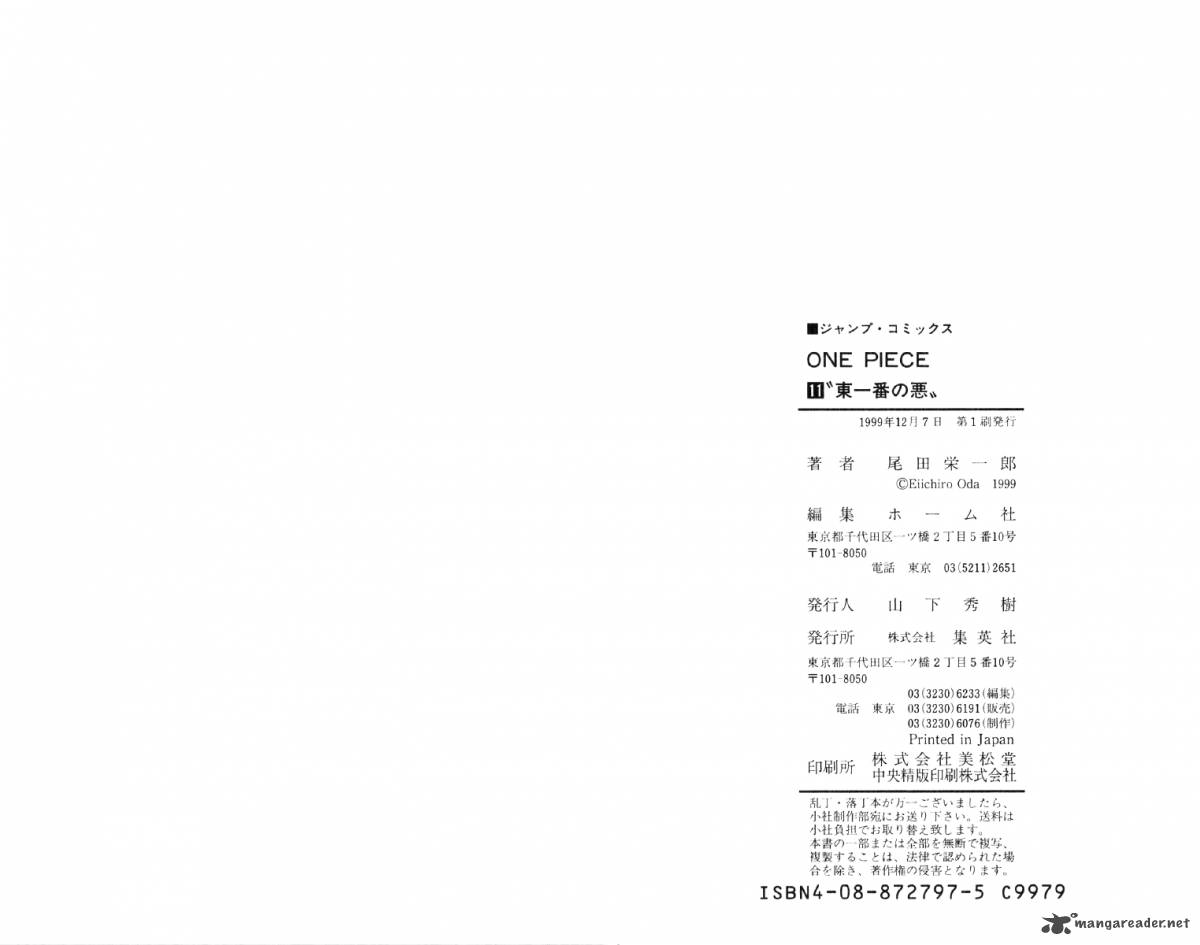 ■ジャンプ・コミックス
ONE PIECE
11〝東一番の悪〟
1999年12月7日　第1刷発行
著者　尾田栄一郎
©Eiichiro Oda　1999
編集　ホーム社
東京都千代田区一ツ橋2丁目5番10号
〒101-8050
電話　東京　03(5211)2651
発行人　山下秀樹
発行所　株式会社　集英社
東京都千代田区一ツ橋2丁目5番10号
〒101-8050
03(3230)6233(編集)
電話　東京　03(3230)6191(販売)
03(3230)6076(制作)
Printed in Japan
印刷所　株式会社美松堂
中央精版印刷株式会社
乱丁・落丁本が万一ございましたら、
小社制作部宛にお送り下さい。送料は
小社負担でお取り替え致します。
本書の一部または全部を無断で複写、
複製することは、法律で認められた場
合を除き、著作権の侵害となります。
ISBN4-08-872797-5 C9979
mangareader.net